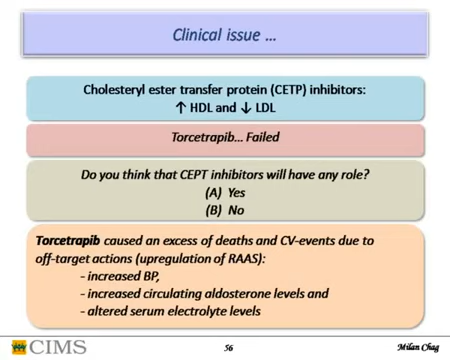 Clinical issue ...
Cholesteryl ester transfer protein (CETP) inhibitors:
↑ HDL and ↓ LDL
Torcetrapib... Failed
Do you think that CEPT inhibitors will have any role?
(A) Yes
(B) No
Torcetrapib caused an excess of deaths and CV-events due to
off-target actions (upregulation of RAAS):
- increased BP,
- increased circulating aldosterone levels and
- altered serum electrolyte levels
CIMS
56
Milan Chag